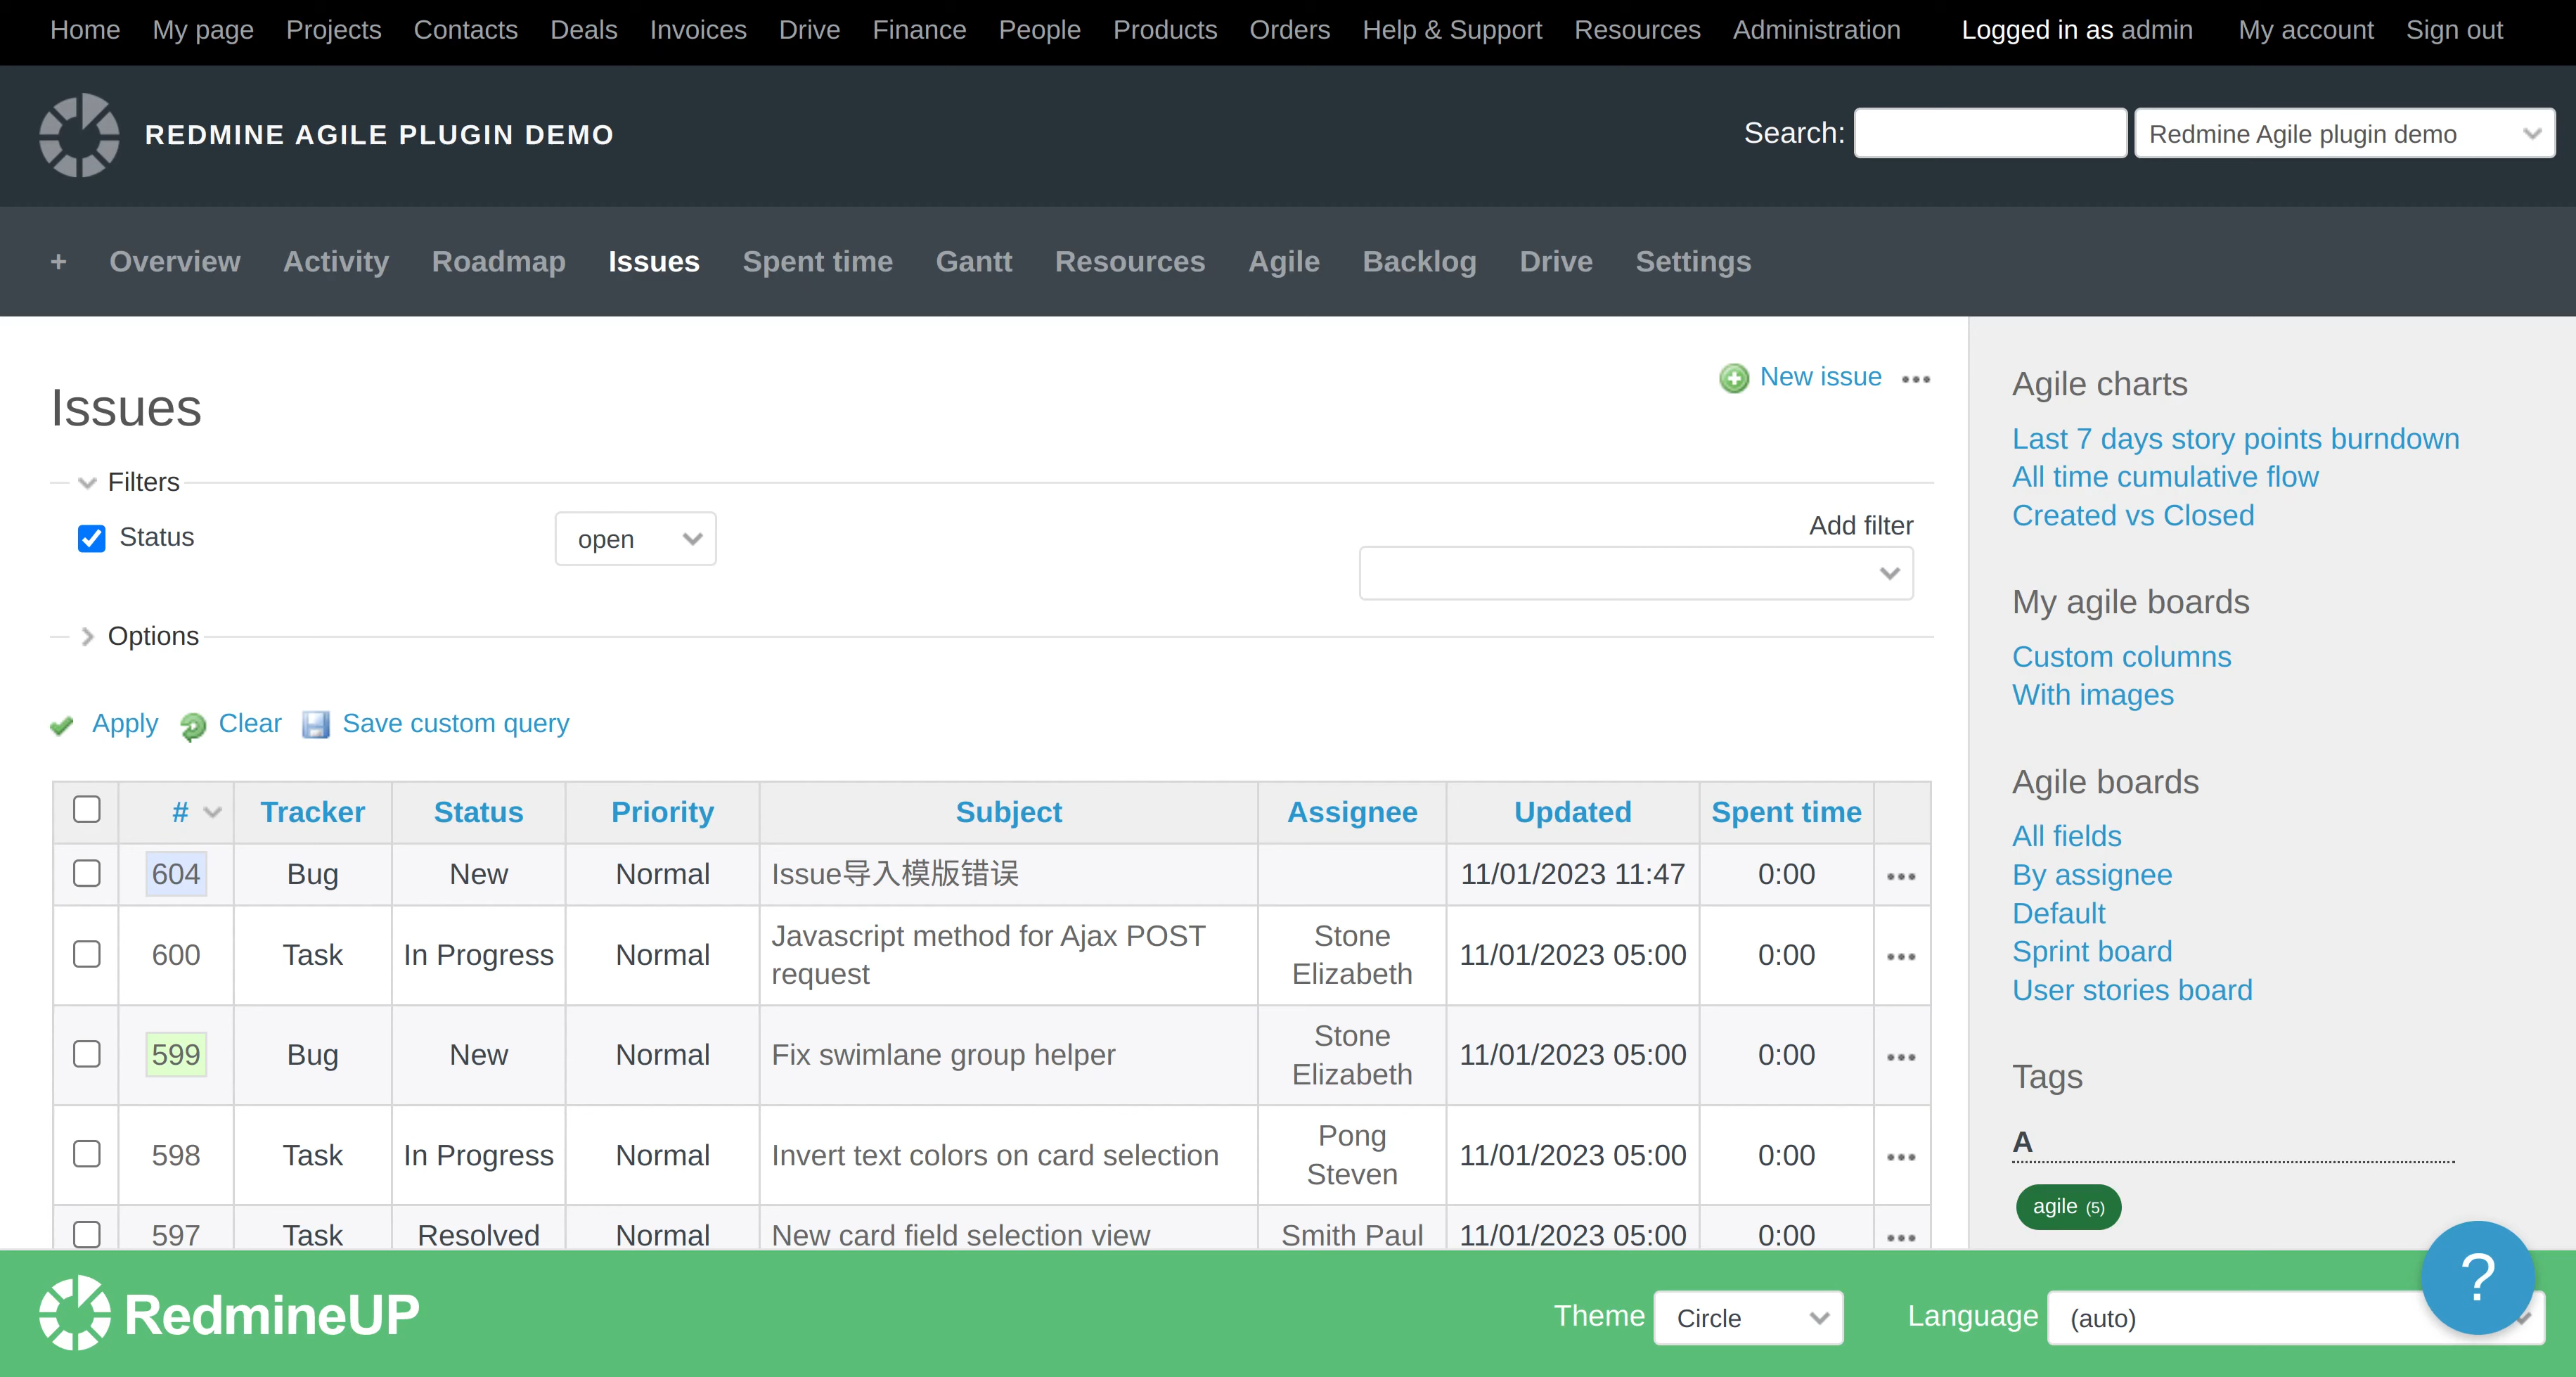 Home My page Projects Contacts Deals Invoices Drive Finance People Products Orders Help & Support Resources Administration Logged in as admin My account Sign out
REDMINE AGILE PLUGIN DEMO
Search: Redmine Agile plugin demo
+ Overview Activity Roadmap Issues Spent time Gantt Resources Agile Backlog Drive Settings
New issue
Issues
Filters
Status open Add filter
Options
Apply Clear Save custom query
# Tracker Status Priority Subject Assignee Updated Spent time
604 Bug New Normal Issue导入模版错误 11/01/2023 11:47 0:00
600 Task In Progress Normal Javascript method for Ajax POST request Stone Elizabeth 11/01/2023 05:00 0:00
599 Bug New Normal Fix swimlane group helper Stone Elizabeth 11/01/2023 05:00 0:00
598 Task In Progress Normal Invert text colors on card selection Pong Steven 11/01/2023 05:00 0:00
597 Task Resolved Normal New card field selection view Smith Paul 11/01/2023 05:00 0:00
Agile charts
Last 7 days story points burndown
All time cumulative flow
Created vs Closed
My agile boards
Custom columns
With images
Agile boards
All fields
By assignee
Default
Sprint board
User stories board
Tags
A
agile (5)
?
RedmineUP Theme Circle Language (auto)